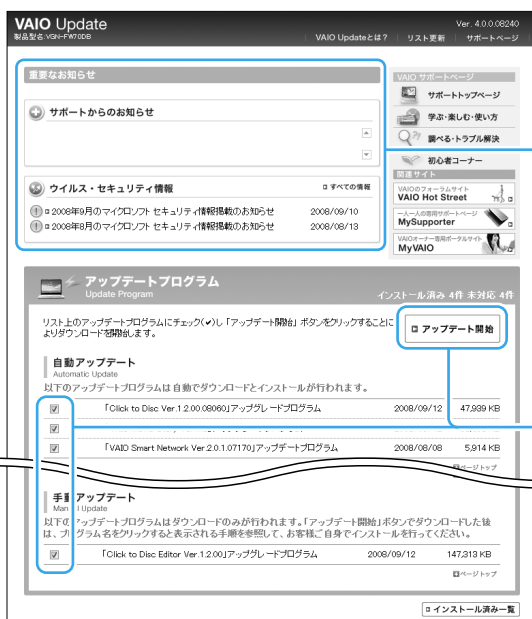 VAIO Update
Ver. 4.0.0.08240
製品型名:VGN-FW70DB
VAIO Updateとは? | リスト更新 | サポートページ
重要なお知らせ
サポートからのお知らせ
ウイルス・セキュリティ情報
すべての情報
2008年9月のマイクロソフト セキュリティ情報掲載のお知らせ 2008/09/10
2008年8月のマイクロソフト セキュリティ情報掲載のお知らせ 2008/08/13
VAIO サポートページ
サポートトップページ
学ぶ・楽しむ・使い方
調べる・トラブル解決
初心者コーナー
関連サイト
VAIOのフォーラムサイト
VAIO Hot Street
一人一人の専用サポートページ
MySupporter
VAIOオーナー専用ポータルサイト
MyVAIO
アップデートプログラム
Update Program
インストール済み 4件 未対応 4件
リスト上のアップデートプログラムにチェック(✔)し「アップデート開始」ボタンをクリックすることに
よりダウンロードを開始します。
アップデート開始
自動アップデート
Automatic Update
以下のアップデートプログラムは自動でダウンロードとインストールが行われます。
「Click to Disc Ver.1.2.00.08060」アップグレードプログラム 2008/09/12 47,939 KB
「VAIO Smart Network Ver.2.0.1.07170」アップデートプログラム 2008/08/08 5,914 KB
ページトップ
手動アップデート
Manual Update
以下のアップデートプログラムはダウンロードのみが行われます。「アップデート開始」ボタンでダウンロードした後
は、プログラム名をクリックすると表示される手順を参照して、お客様ご自身でインストールを行ってください。
「Click to Disc Editor Ver.1.2.00」アップグレードプログラム 2008/09/12 147,313 KB
ページトップ
インストール済み一覧